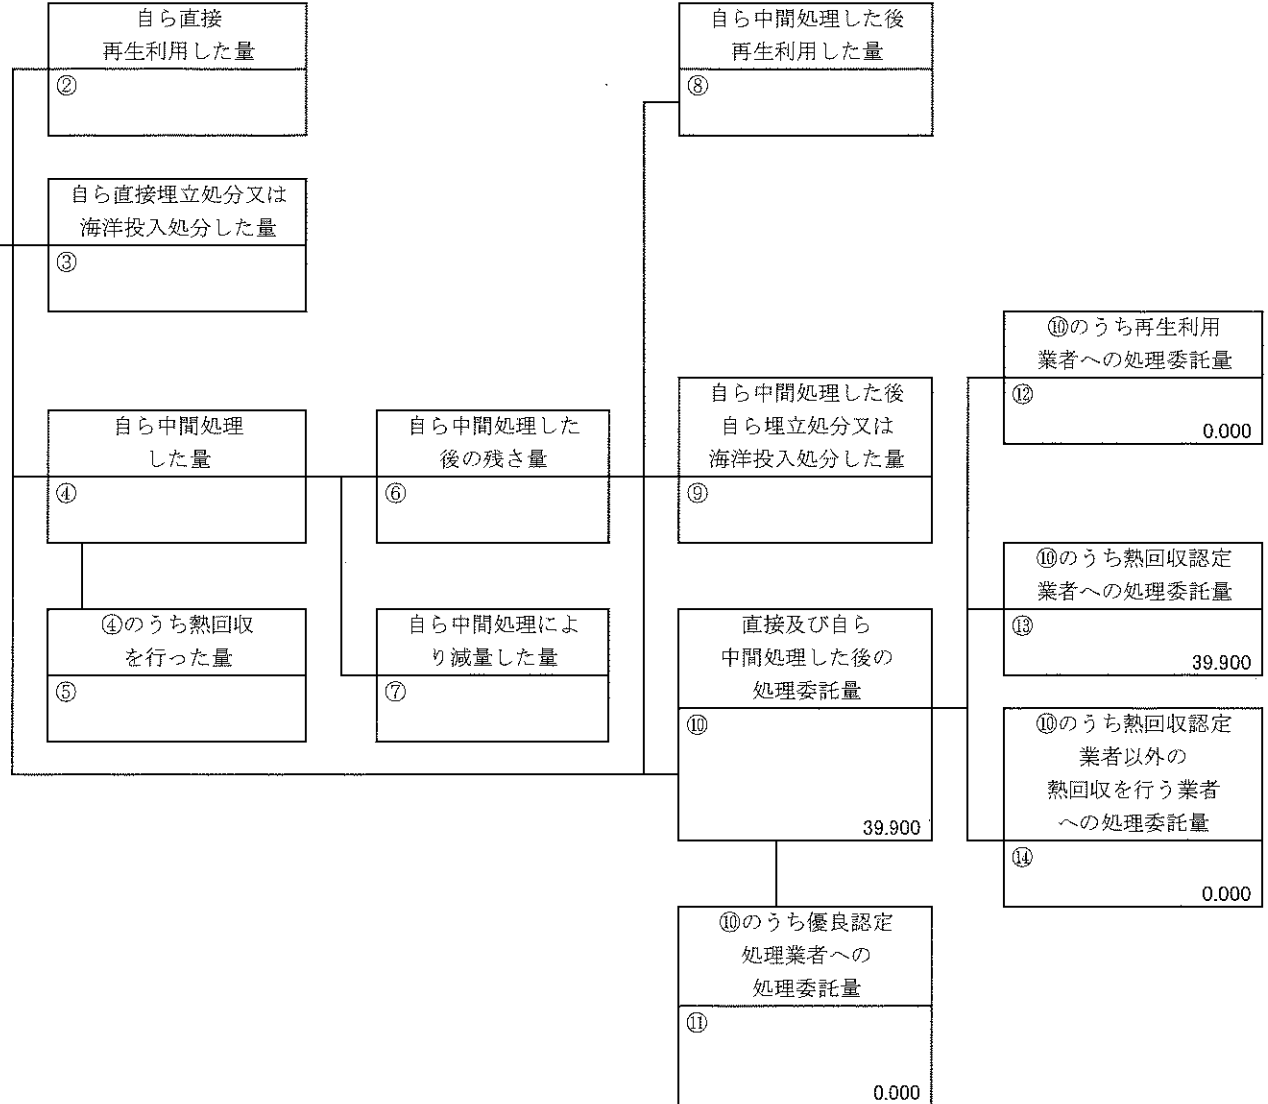 自ら直接
再生利用した量
②
自ら直接埋立処分又は
海洋投入処分した量
③
自ら中間処理
した量
④
④のうち熱回収
を行った量
⑤
自ら中間処理した
後の残さ量
⑥
自ら中間処理によ
り減量した量
⑦
自ら中間処理した後
再生利用した量
⑧
自ら中間処理した後
自ら埋立処分又は
海洋投入処分した量
⑨
直接及び自ら
中間処理した後の
処理委託量
⑩
39.900
⑩のうち優良認定
処理業者への
処理委託量
⑪
0.000
⑩のうち再生利用
業者への処理委託量
⑫
0.000
⑩のうち熱回収認定
業者への処理委託量
⑬
39.900
⑩のうち熱回収認定
業者以外の
熱回収を行う業者
への処理委託量
⑭
0.000